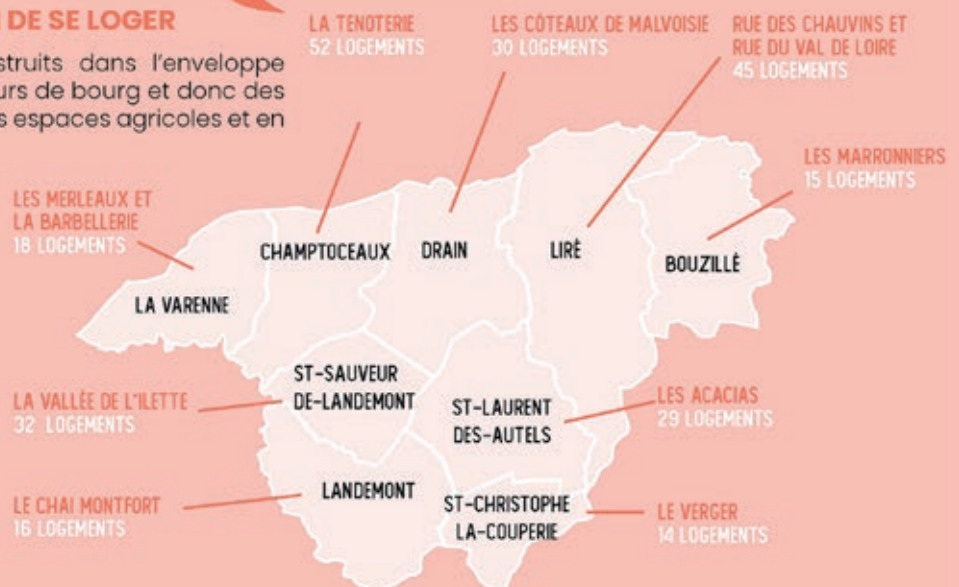 DE SE LOGER
struits dans l'enveloppe
urs de bourg et donc des
s espaces agricoles et en
LA TENOTERIE
52 LOGEMENTS
LES CÔTEAUX DE MALVOISIE
30 LOGEMENTS
RUE DES CHAUVINS ET
RUE DU VAL DE LOIRE
45 LOGEMENTS
LES MARRONNIERS
15 LOGEMENTS
LES MERLEAUX ET
LA BARBELLERIE
18 LOGEMENTS
CHAMPTOCEAUX
DRAIN
LIRÉ
BOUZILLÉ
LA VARENNE
ST-SAUVEUR
DE-LANDEMONT
LA VALLÉE DE L'ILETTE
32 LOGEMENTS
ST-LAURENT
DES-AUTELS
LES ACACIAS
29 LOGEMENTS
LE CHAI MONTFORT
16 LOGEMENTS
LANDEMONT
ST-CHRISTOPHE
LA-COUPERIE
LE VERGER
14 LOGEMENTS